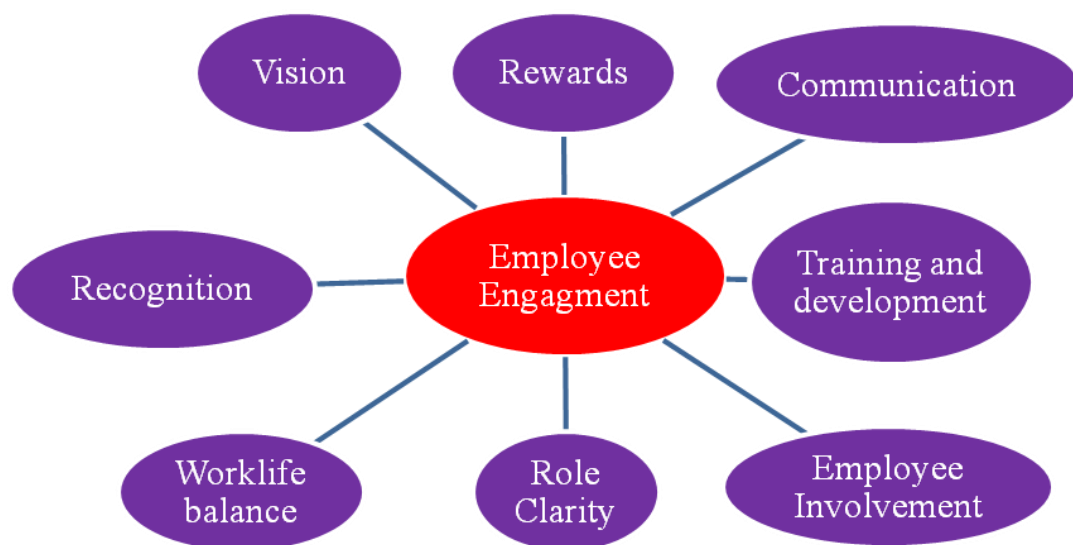 Vision
Rewards
Communication
Recognition
Employee
Engagment
Training and
development
Worklife
balance
Role
Clarity
Employee
Involvement